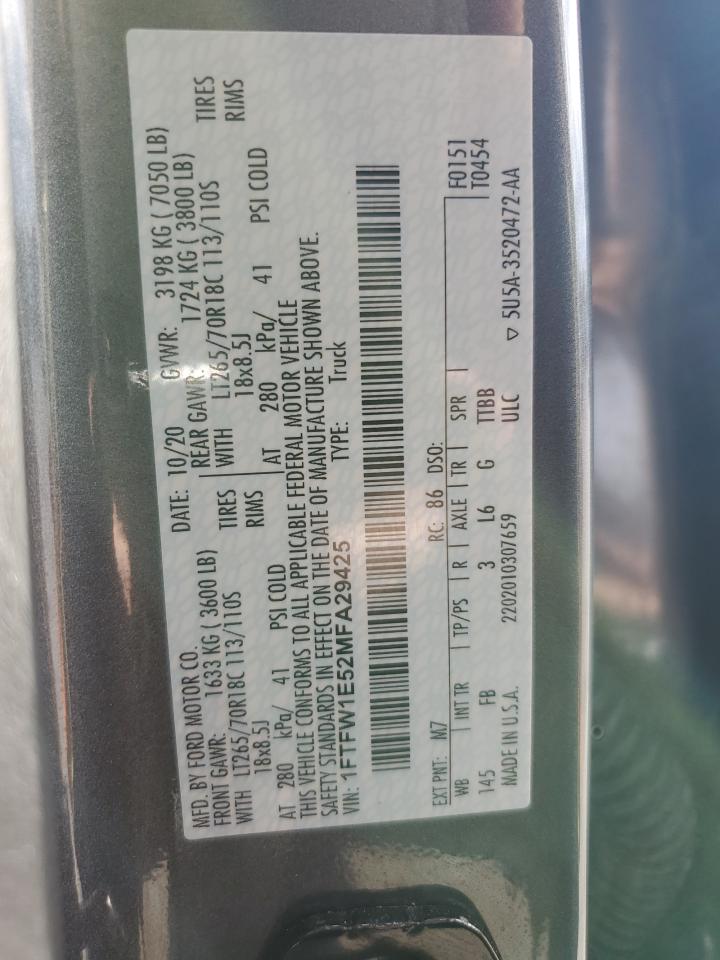 MFD. BY FORD MOTOR CO. DATE: 10/20 GVWR: 3198 KG ( 7050 LB)
FRONT GAWR: 1633 KG ( 3600 LB) REAR GAWR: 1724 KG ( 3800 LB)
WITH LT265/70R18C 113/110S TIRES WITH LT265/70R18C 113/110S TIRES
18x8.5J RIMS 18x8.5J RIMS
AT 280 kPa/ 41 PSI COLD AT 280 kPa/ 41 PSI COLD
THIS VEHICLE CONFORMS TO ALL APPLICABLE FEDERAL MOTOR VEHICLE
SAFETY STANDARDS IN EFFECT ON THE DATE OF MANUFACTURE SHOWN ABOVE.
VIN: 1FTFW1E52MFA29425 TYPE: Truck
EXT PNT: M7 RC: 86 DSO: F0151
WB | INT TR | TP/PS | R | AXLE | TR | SPR | T0454
145 FB 3 L6 G TTBB
MADE IN U.S.A. 2202010307659 ULC ▽ 5U5A-3520472-AA